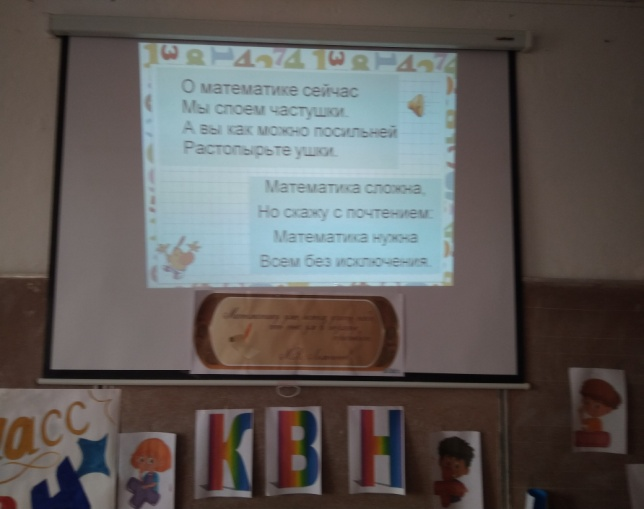 О математике сейчас
Мы споем частушки.
А вы как можно посильней
Растопырьте ушки.
Математика сложна,
Но скажу с почтением:
Математика нужна
Всем без исключения.
КВН